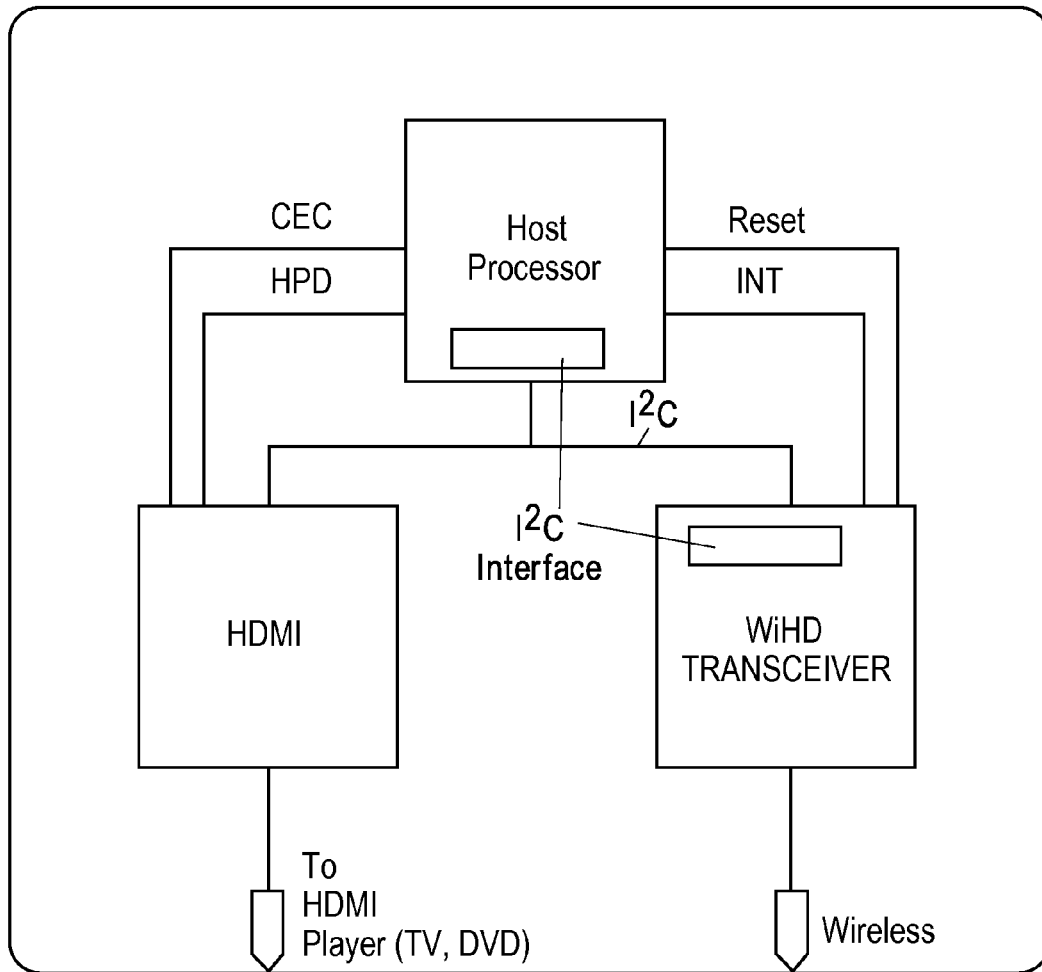 CEC
HPD
Host
Processor
Reset
INT
I²C
I²C
Interface
HDMI
WiHD
TRANSCEIVER
To
HDMI
Player (TV, DVD)
Wireless